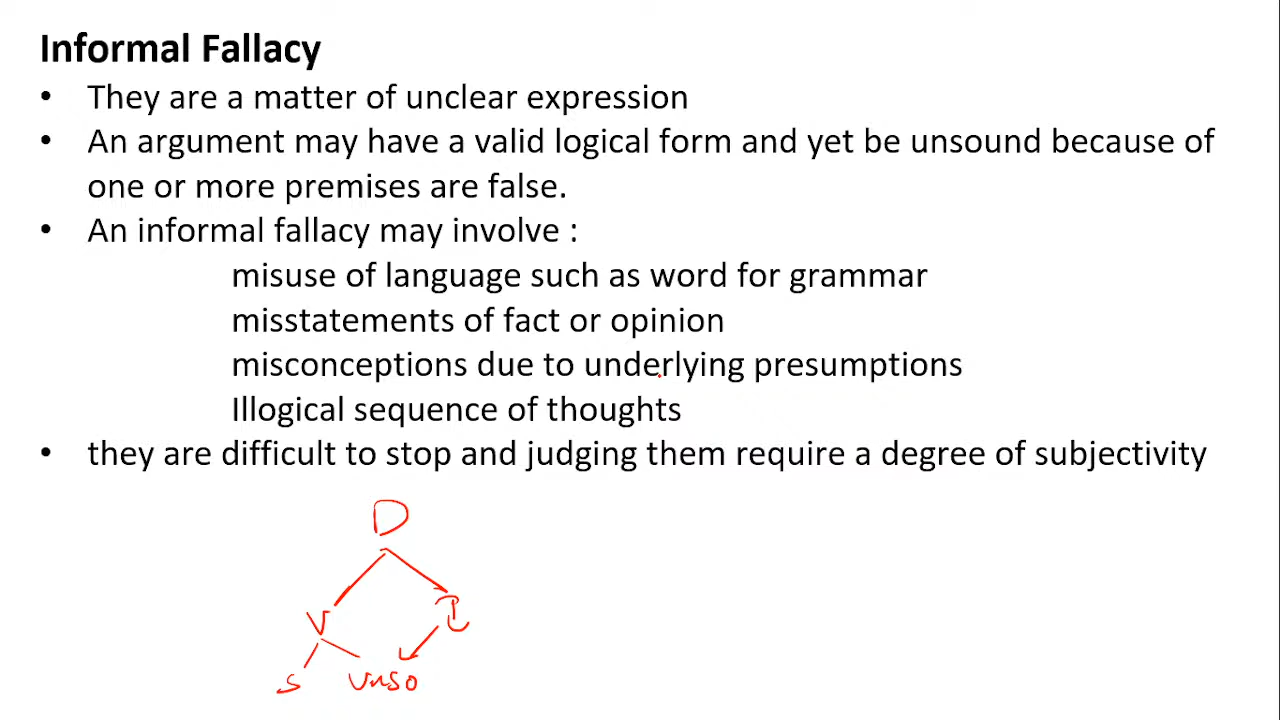 Informal Fallacy
• They are a matter of unclear expression
• An argument may have a valid logical form and yet be unsound because of
one or more premises are false.
• An informal fallacy may involve :
misuse of language such as word for grammar
misstatements of fact or opinion
misconceptions due to underlying presumptions
Illogical sequence of thoughts
• they are difficult to stop and judging them require a degree of subjectivity
D
V I
S unso